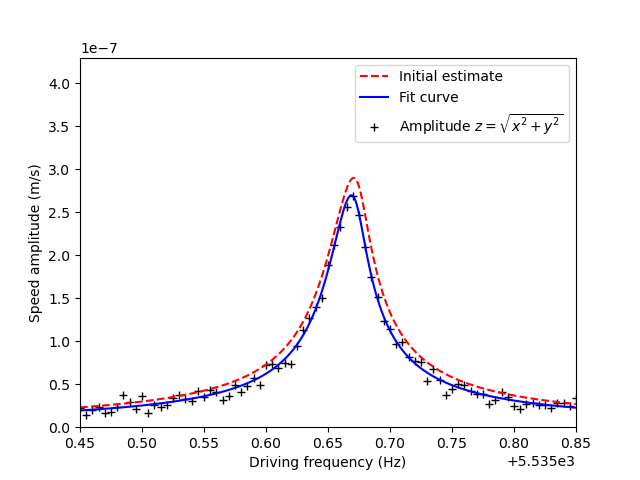 1e−7
Speed amplitude (m/s)
4.0
3.5
3.0
2.5
2.0
1.5
1.0
0.5
0.0
Initial estimate
Fit curve
Amplitude z = √x² + y²
0.45 0.50 0.55 0.60 0.65 0.70 0.75 0.80 0.85
Driving frequency (Hz)
+5.535e3